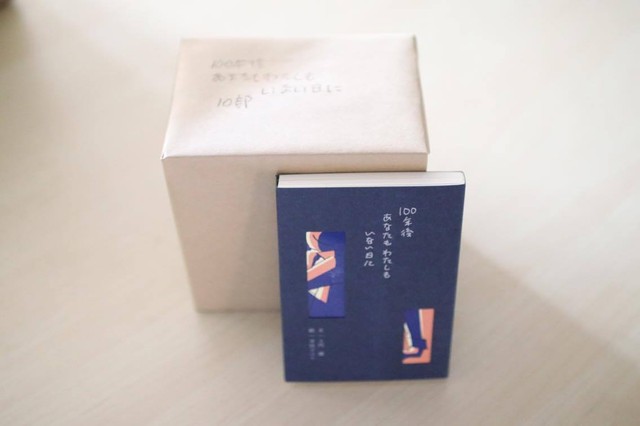 100年後
あなたもわたしも
いない日に
10部
100年後
あなたも わたしも
いない日に